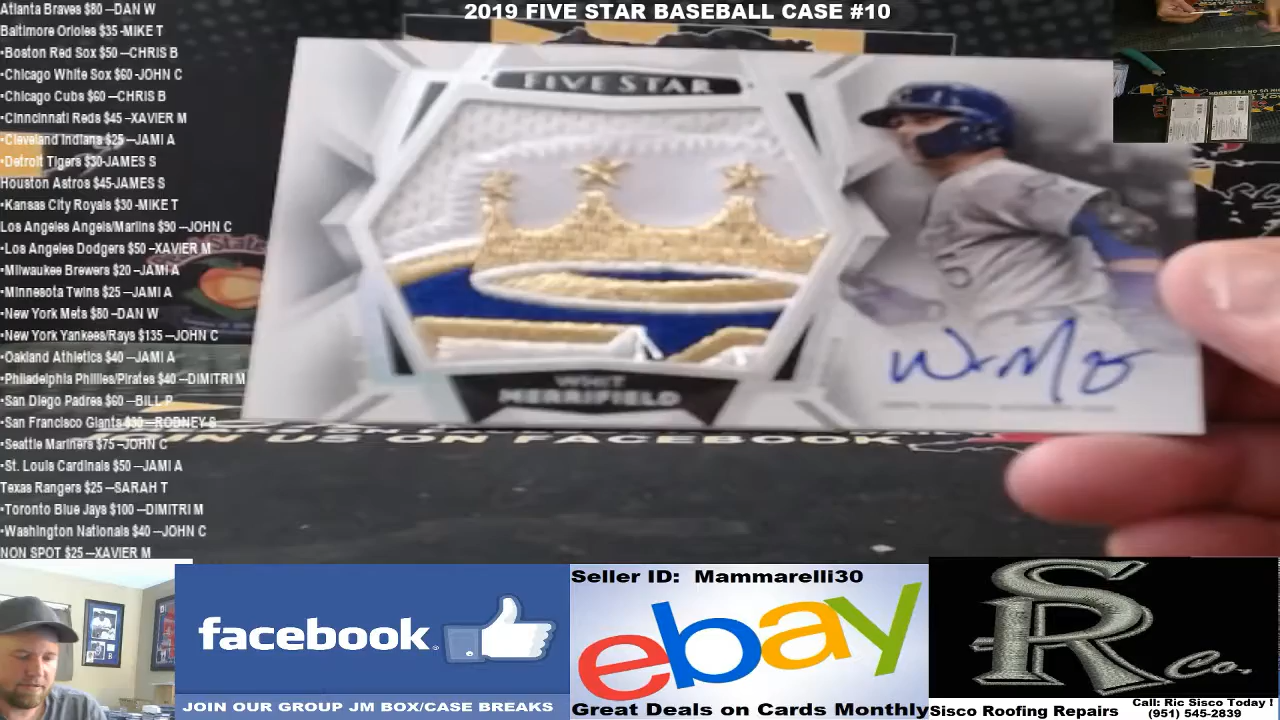 2019 FIVE STAR BASEBALL CASE #10
Atlanta Braves $80 --DAN W
Baltimore Orioles $35 -MIKE T
•Boston Red Sox $50 --CHRIS B
•Chicago White Sox $60 -JOHN C
•Chicago Cubs $60 --CHRIS B
•Cinncinnati Reds $45 --XAVIER M
•Cleveland Indians $25 --JAMI A
•Detroit Tigers $30-JAMES S
Houston Astros $45-JAMES S
•Kansas City Royals $30 -MIKE T
Los Angeles Angels/Marlins $90 --JOHN C
•Los Angeles Dodgers $50 --XAVIER M
•Milwaukee Brewers $20 --JAMI A
•Minnesota Twins $25 --JAMI A
•New York Mets $80 --DAN W
•New York Yankees/Rays $135 --JOHN C
•Oakland Athletics $40 --JAMI A
•Philadelphia Phillies/Pirates $40 --DIMITRI M
•San Diego Padres $60 --BILL P
•San Francisco Giants $30 --RODNEY S
•Seattle Mariners $75 --JOHN C
•St. Louis Cardinals $50 --JAMI A
Texas Rangers $25 --SARAH T
•Toronto Blue Jays $100 --DIMITRI M
•Washington Nationals $40 --JOHN C
NON SPOT $25 --XAVIER M
FIVE STAR
WHIT
MERRIFIELD
US ON FACEBOOK
facebook
JOIN OUR GROUP JM BOX/CASE BREAKS
Seller ID: Mammarelli30
ebay
Great Deals on Cards Monthly
SR Co.
Sisco Roofing Repairs
Call: Ric Sisco Today !
(951) 545-2839